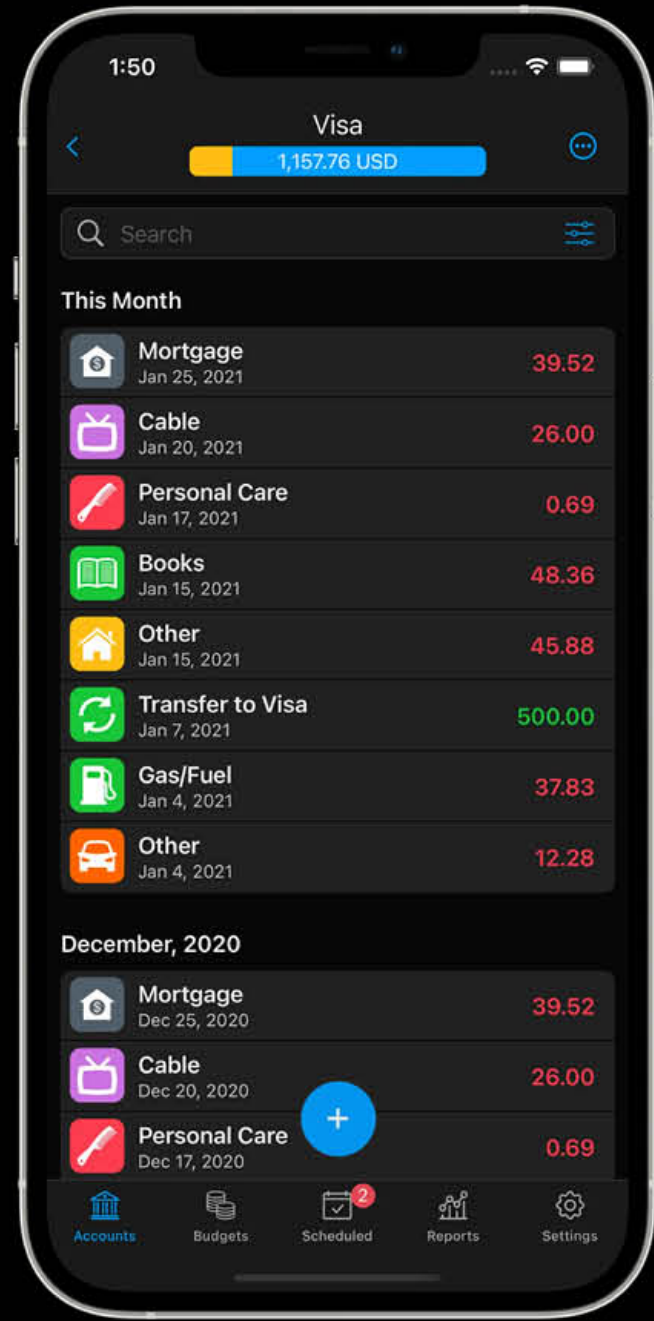 1:50
Visa
1,157.76 USD
Search
This Month
Mortgage
39.52
Jan 25, 2021
Cable
26.00
Jan 20, 2021
Personal Care
0.69
Jan 17, 2021
Books
48.36
Jan 15, 2021
Other
45.88
Jan 15, 2021
Transfer to Visa
500.00
Jan 7, 2021
Gas/Fuel
37.83
Jan 4, 2021
Other
12.28
Jan 4, 2021
December, 2020
Mortgage
39.52
Dec 25, 2020
Cable
26.00
Dec 20, 2020
+
Personal Care
0.69
Dec 17, 2020
2
Accounts
Budgets
Scheduled
Reports
Settings